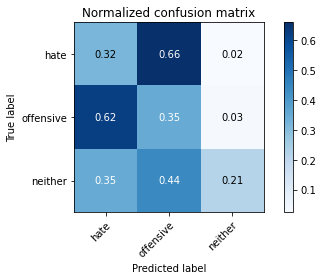 Normalized confusion matrix
True label
hate 0.32 0.66 0.02
offensive 0.62 0.35 0.03
neither 0.35 0.44 0.21
hate offensive neither
Predicted label
0.6
0.5
0.4
0.3
0.2
0.1